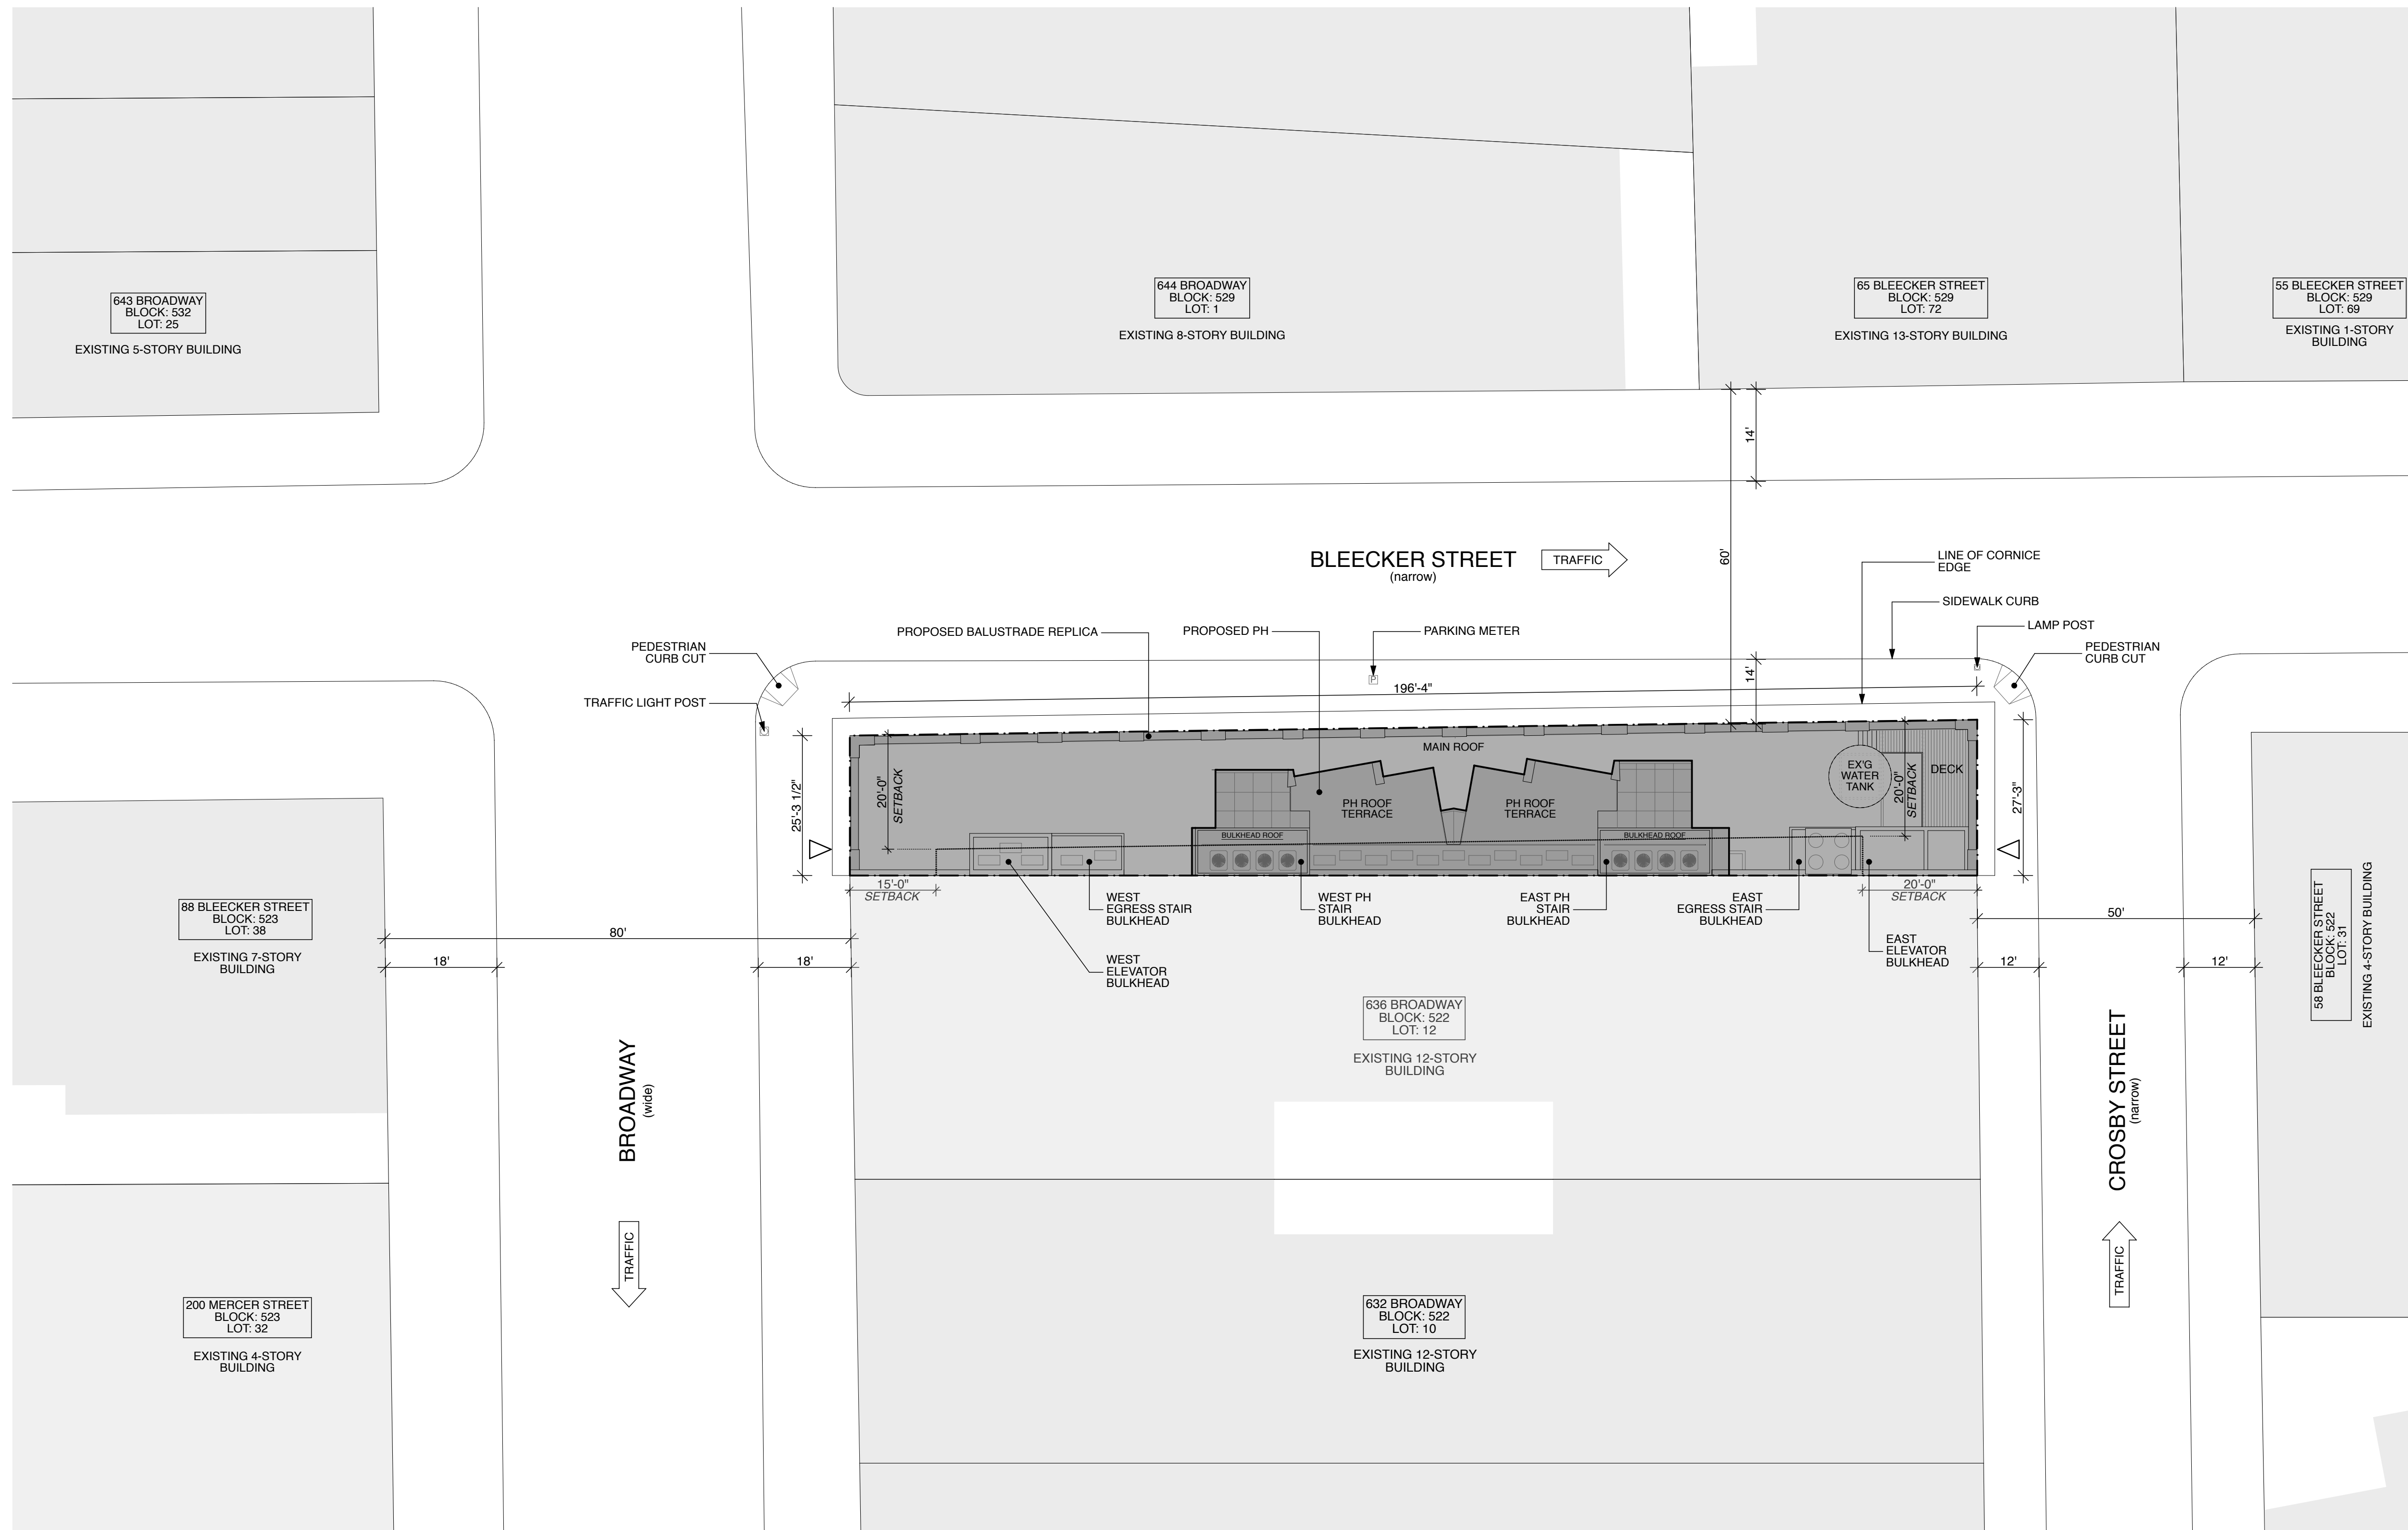 643 BROADWAY
BLOCK: 532
LOT: 25
EXISTING 5-STORY BUILDING
644 BROADWAY
BLOCK: 529
LOT: 1
EXISTING 8-STORY BUILDING
65 BLEECKER STREET
BLOCK: 529
LOT: 72
EXISTING 13-STORY BUILDING
55 BLEECKER STREET
BLOCK: 529
LOT: 69
EXISTING 1-STORY
BUILDING
14'
60'
BLEECKER STREET
(narrow)
TRAFFIC
LINE OF CORNICE
EDGE
SIDEWALK CURB
LAMP POST
PEDESTRIAN
CURB CUT
PEDESTRIAN
CURB CUT
TRAFFIC LIGHT POST
PROPOSED BALUSTRADE REPLICA
PROPOSED PH
PARKING METER
P
14'
196'-4"
MAIN ROOF
25'-3 1/2"
20'-0"
SETBACK
PH ROOF
TERRACE
PH ROOF
TERRACE
EX'G
WATER
TANK
DECK
20'-0"
SETBACK
27'-3"
BULKHEAD ROOF
BULKHEAD ROOF
15'-0"
SETBACK
20'-0"
SETBACK
WEST
EGRESS STAIR
BULKHEAD
WEST PH
STAIR
BULKHEAD
EAST PH
STAIR
BULKHEAD
EAST
EGRESS STAIR
BULKHEAD
WEST
ELEVATOR
BULKHEAD
EAST
ELEVATOR
BULKHEAD
88 BLEECKER STREET
BLOCK: 523
LOT: 38
EXISTING 7-STORY
BUILDING
80'
18'
18'
50'
12'
12'
58 BLEECKER STREET
BLOCK: 522
LOT: 31
EXISTING 4-STORY BUILDING
636 BROADWAY
BLOCK: 522
LOT: 12
EXISTING 12-STORY
BUILDING
BROADWAY
(wide)
TRAFFIC
CROSBY STREET
(narrow)
TRAFFIC
200 MERCER STREET
BLOCK: 523
LOT: 32
EXISTING 4-STORY
BUILDING
632 BROADWAY
BLOCK: 522
LOT: 10
EXISTING 12-STORY
BUILDING